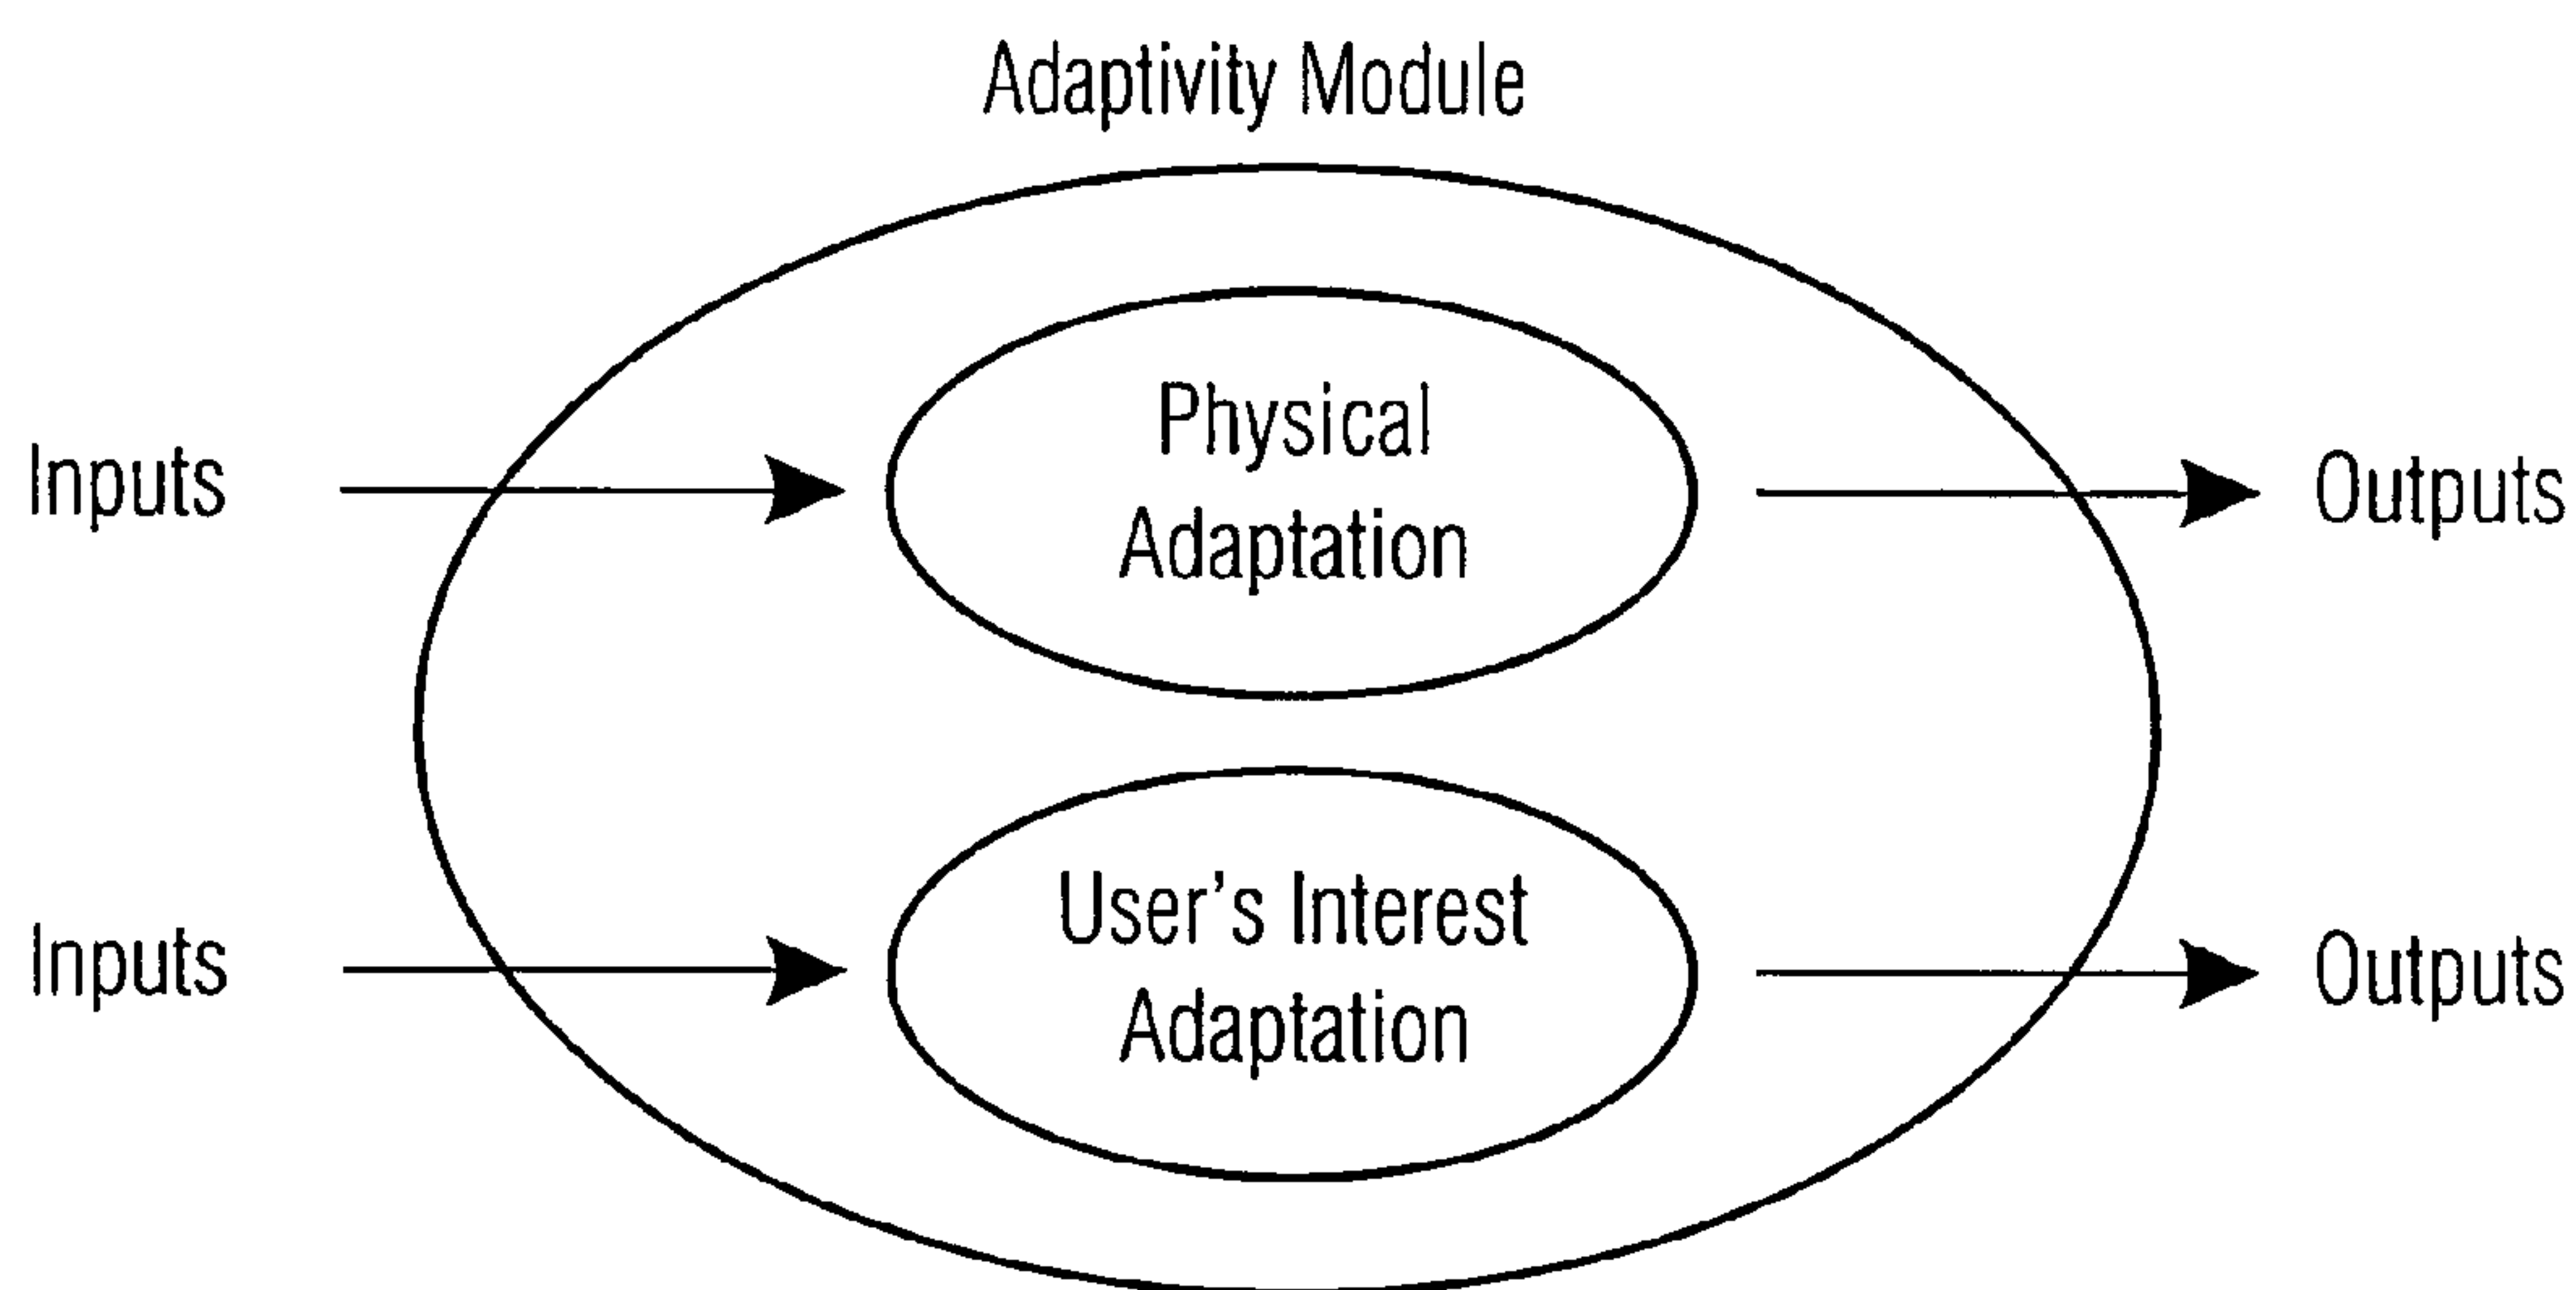 Adaptivity Module
Inputs
Physical
Adaptation
Outputs
Inputs
User’s Interest
Adaptation
Outputs